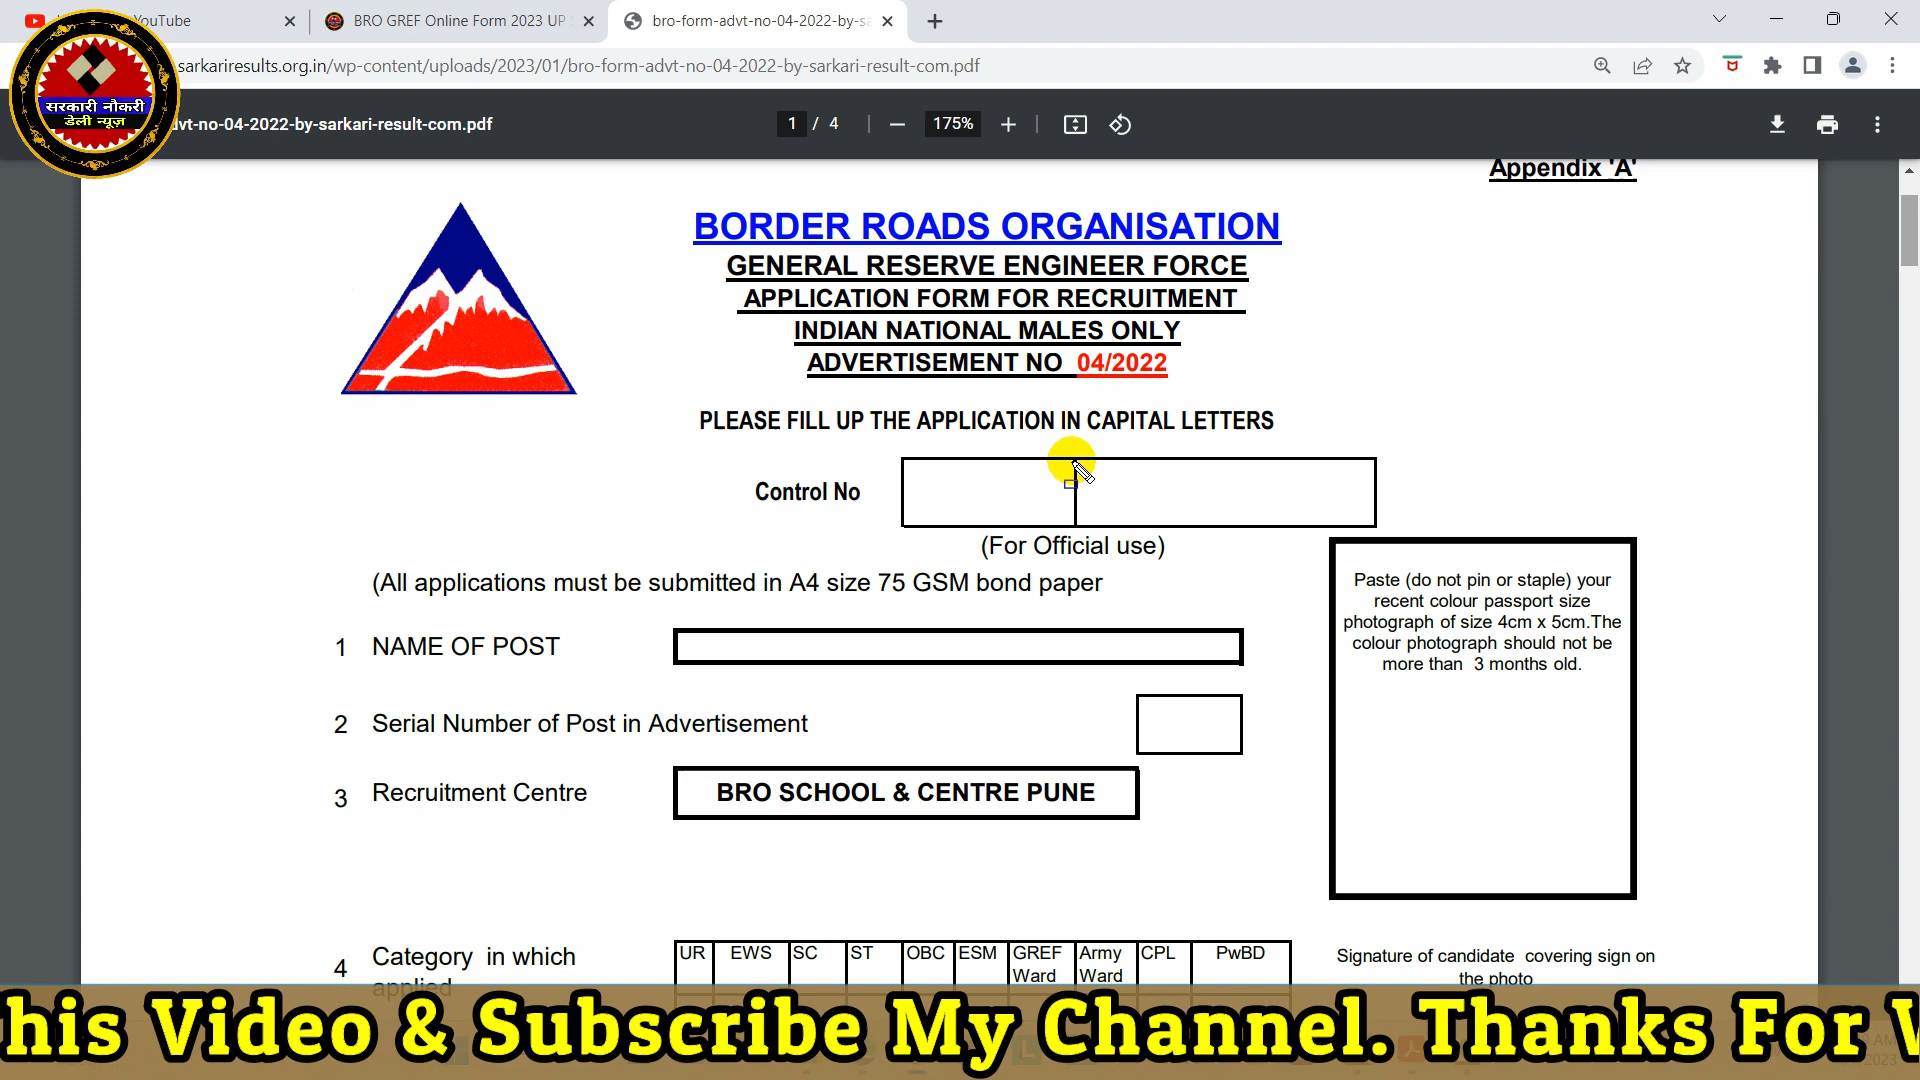 YouTube
BRO GREF Online Form 2023 UP
bro-form-advt-no-04-2022-by-sa
sarkariresults.org.in/wp-content/uploads/2023/01/bro-form-advt-no-04-2022-by-sarkari-result-com.pdf
सरकारी नौकरी
डेली न्यूज़
dvt-no-04-2022-by-sarkari-result-com.pdf
1 / 4
175%
Appendix 'A'
BORDER ROADS ORGANISATION
GENERAL RESERVE ENGINEER FORCE
APPLICATION FORM FOR RECRUITMENT
INDIAN NATIONAL MALES ONLY
ADVERTISEMENT NO 04/2022
PLEASE FILL UP THE APPLICATION IN CAPITAL LETTERS
Control No
(For Official use)
(All applications must be submitted in A4 size 75 GSM bond paper
Paste (do not pin or staple) your
recent colour passport size
photograph of size 4cm x 5cm.The
colour photograph should not be
more than 3 months old.
1 NAME OF POST
2 Serial Number of Post in Advertisement
3 Recruitment Centre BRO SCHOOL & CENTRE PUNE
4 Category in which
applied
UR EWS SC ST OBC ESM GREF Ward Army Ward CPL PwBD
Signature of candidate covering sign on
the photo
his Video & Subscribe My Channel. Thanks For W